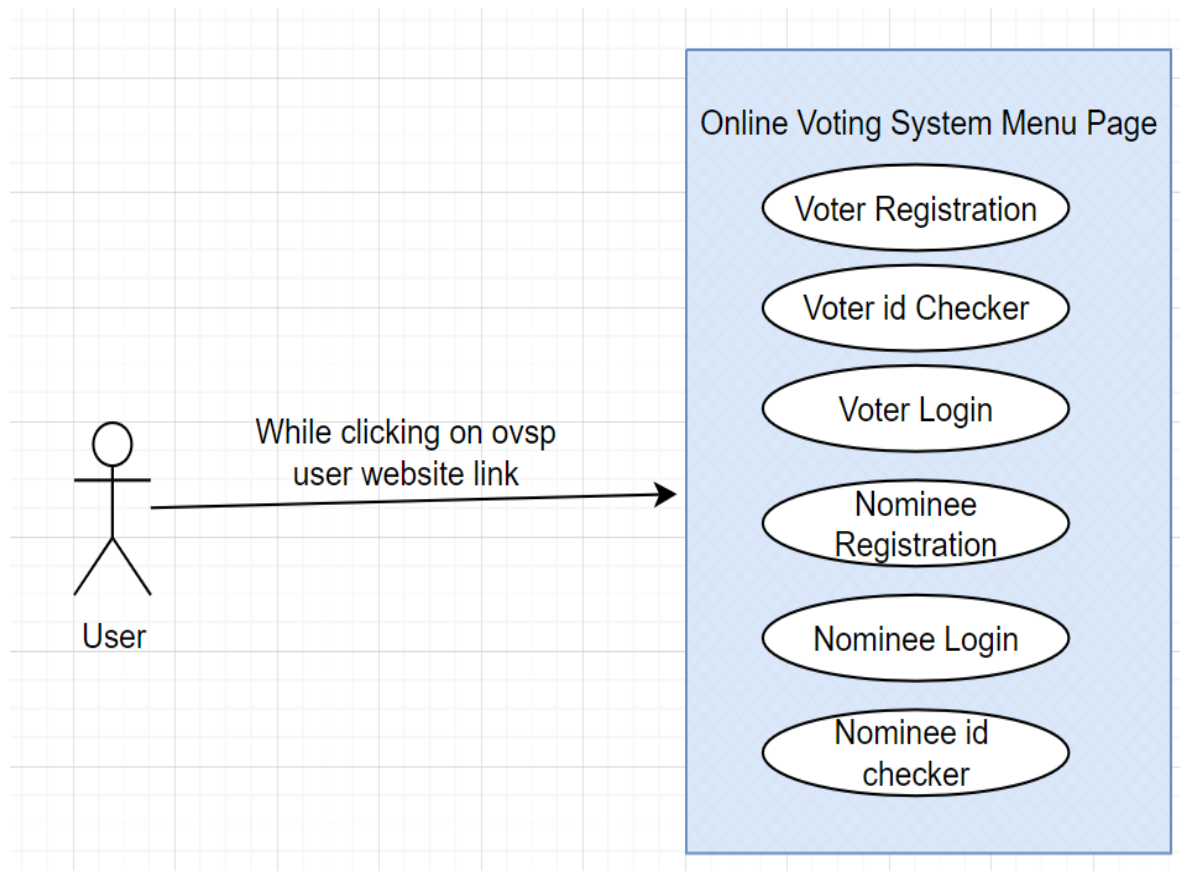 Online Voting System Menu Page
Voter Registration
Voter id Checker
Voter Login
While clicking on ovsp
user website link
Nominee
Registration
User
Nominee Login
Nominee id
checker